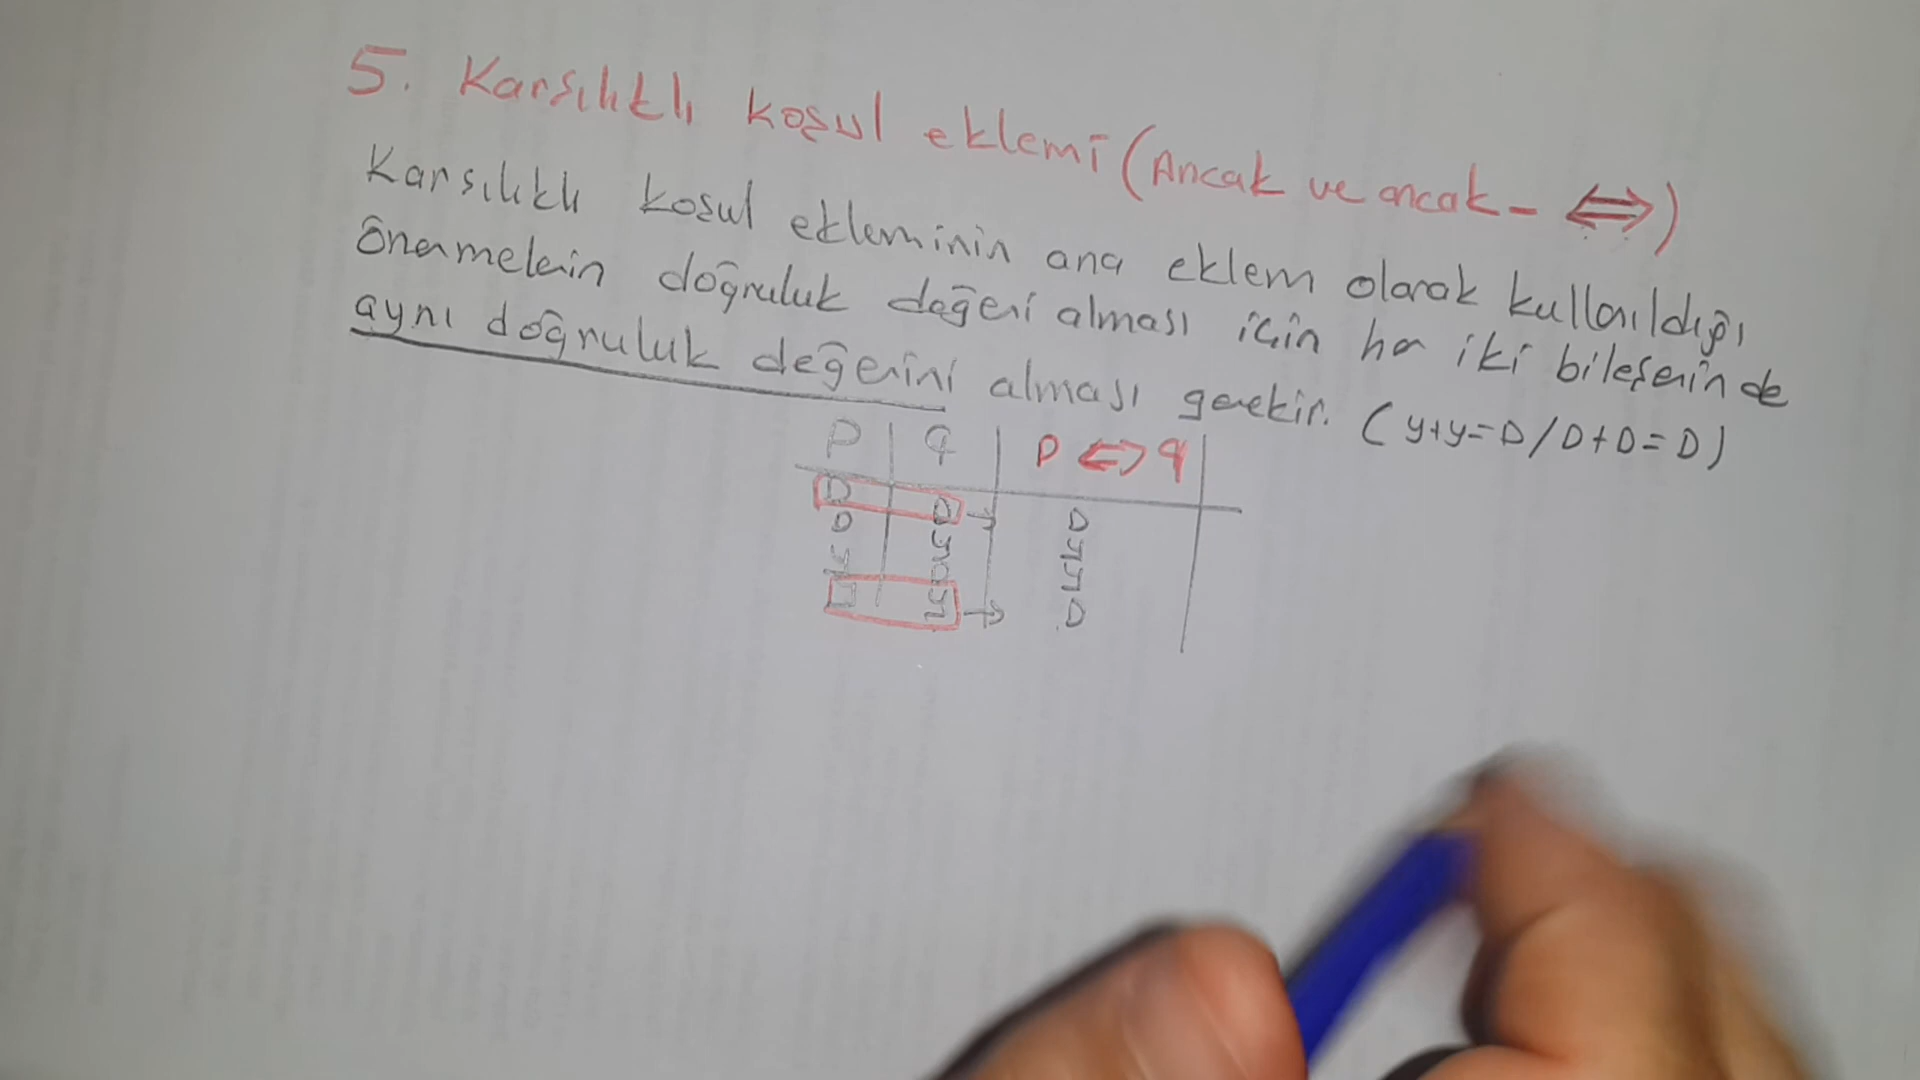 5. Karşılıklı koşul eklemi (Ancak ve ancak - ⇔)
Karşılıklı koşul ekleminin ana eklem olarak kullanıldığı
önermelerin doğruluk değeri alması için her iki bileşenin de
aynı doğruluk değerini alması gerekir. (y+y=D/D+D=D)
P q P ⇔ q
D D D
D Y Y
Y D Y
Y Y D